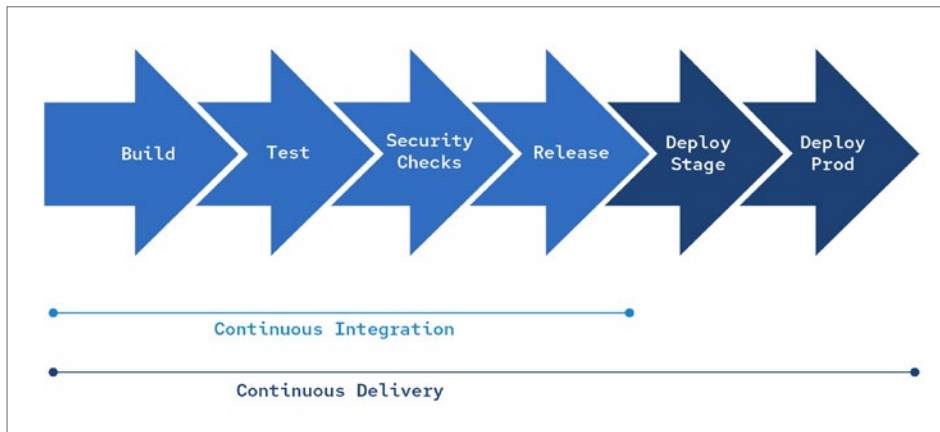 Build
Test
Security
Checks
Release
Deploy
Stage
Deploy
Prod
Continuous Integration
Continuous Delivery